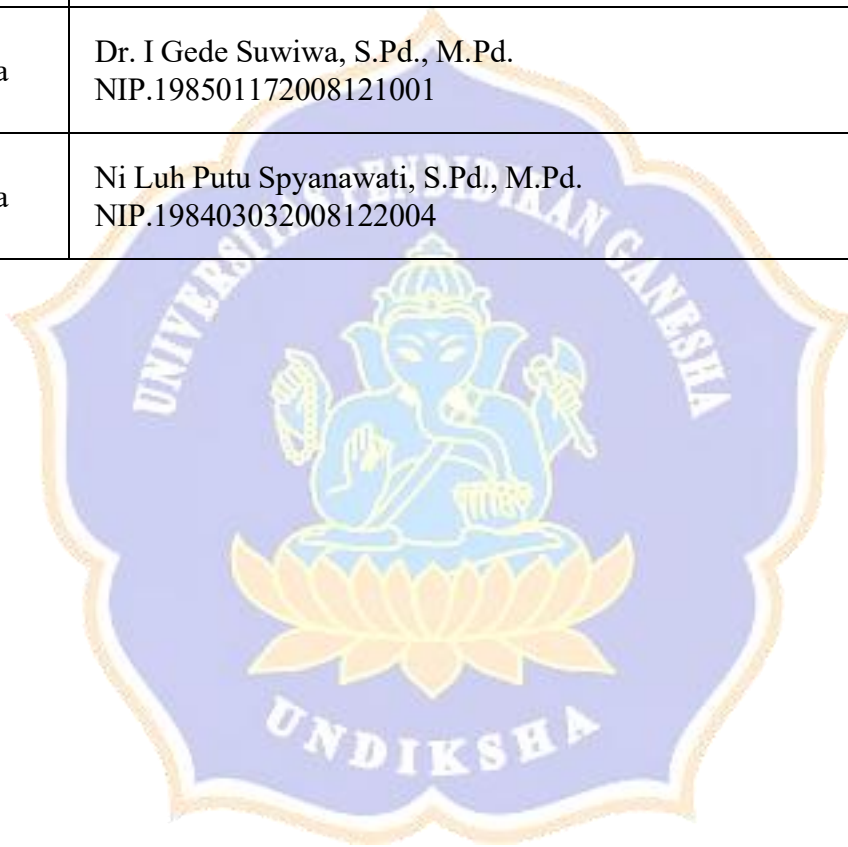 a
Dr. I Gede Suwiwa, S.Pd., M.Pd.
NIP.198501172008121001
a
Ni Luh Putu Spyanawati, S.Pd., M.Pd.
NIP.198403032008122004
UNIVERSITAS PENDIDIKAN GANESHA
UNDIKSHA